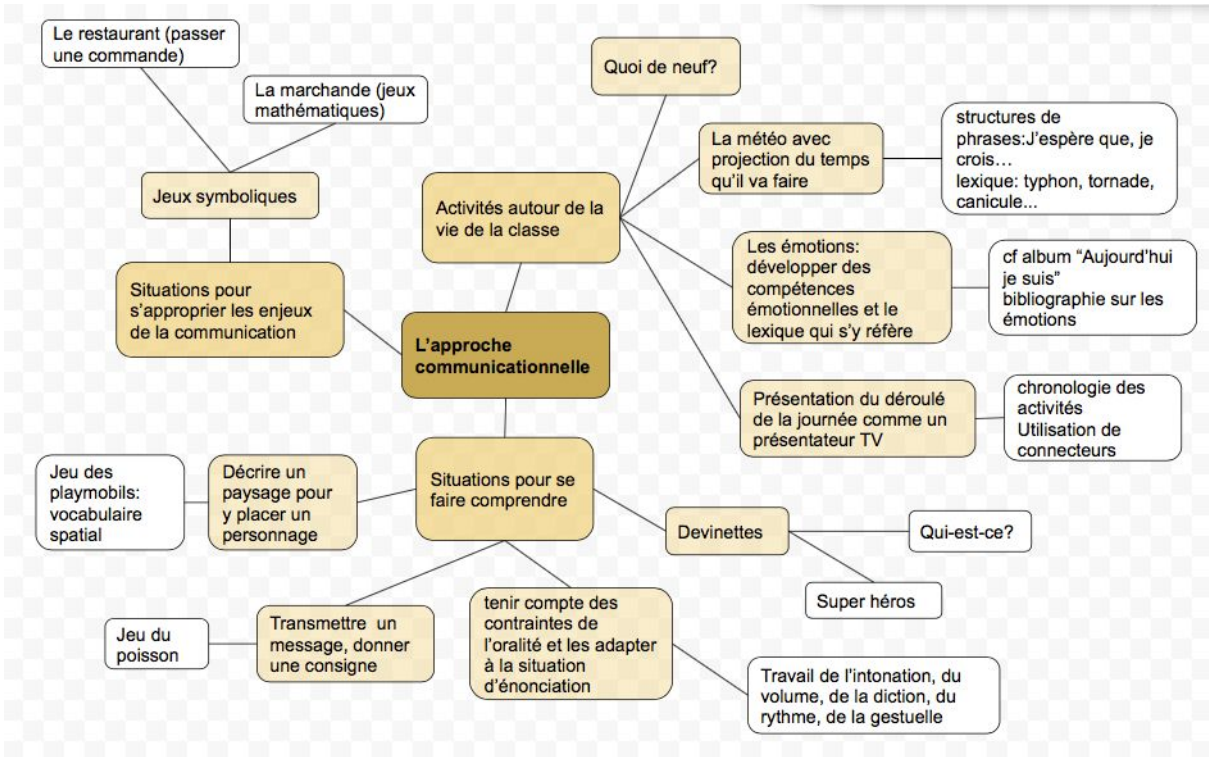 Le restaurant (passer
une commande)
La marchande (jeux
mathématiques)
Jeux symboliques
Situations pour
s'approprier les enjeux
de la communication
Quoi de neuf?
La météo avec
projection du temps
qu'il va faire
structures de
phrases:J'espère que, je
crois…
lexique: typhon, tornade,
canicule...
Activités autour de la
vie de la classe
Les émotions:
développer des
compétences
émotionnelles et le
lexique qui s'y réfère
cf album “Aujourd'hui
je suis”
bibliographie sur les
émotions
L'approche
communicationnelle
Présentation du déroulé
de la journée comme un
présentateur TV
chronologie des
activités
Utilisation de
connecteurs
Situations pour se
faire comprendre
Jeu des
playmobils:
vocabulaire
spatial
Décrire un
paysage pour
y placer un
personnage
Devinettes
Qui-est-ce?
Super héros
Jeu du
poisson
Transmettre un
message, donner
une consigne
tenir compte des
contraintes de
l'oralité et les adapter
à la situation
d'énonciation
Travail de l'intonation, du
volume, de la diction, du
rythme, de la gestuelle